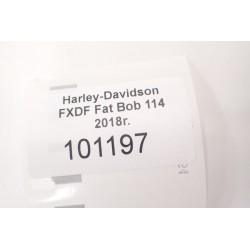 Harley-Davidson
FXDF Fat Bob 114
2018r.
101197